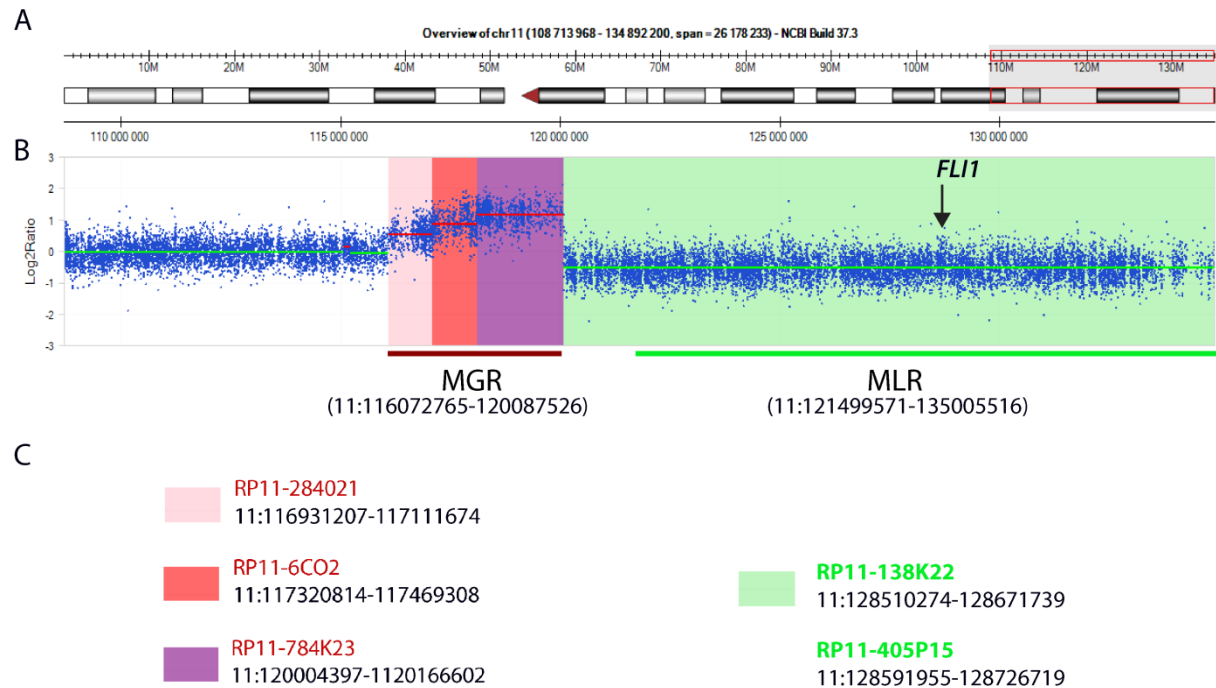 A
Overview of chr11 (108 713 968 - 134 892 200, span = 26 178 233) - NCBI Build 37.3
10M 20M 30M 40M 50M 60M 70M 80M 90M 100M 110M 120M 130M
110 000 000 115 000 000 120 000 000 125 000 000 130 000 000
B
3
2
1
0
-1
-2
-3
Log2Ratio
FLI1
MGR
(11:116072765-120087526)
MLR
(11:121499571-135005516)
C
RP11-284021
11:116931207-117111674
RP11-6CO2
11:117320814-117469308
RP11-784K23
11:120004397-1120166602
RP11-138K22
11:128510274-128671739
RP11-405P15
11:128591955-128726719